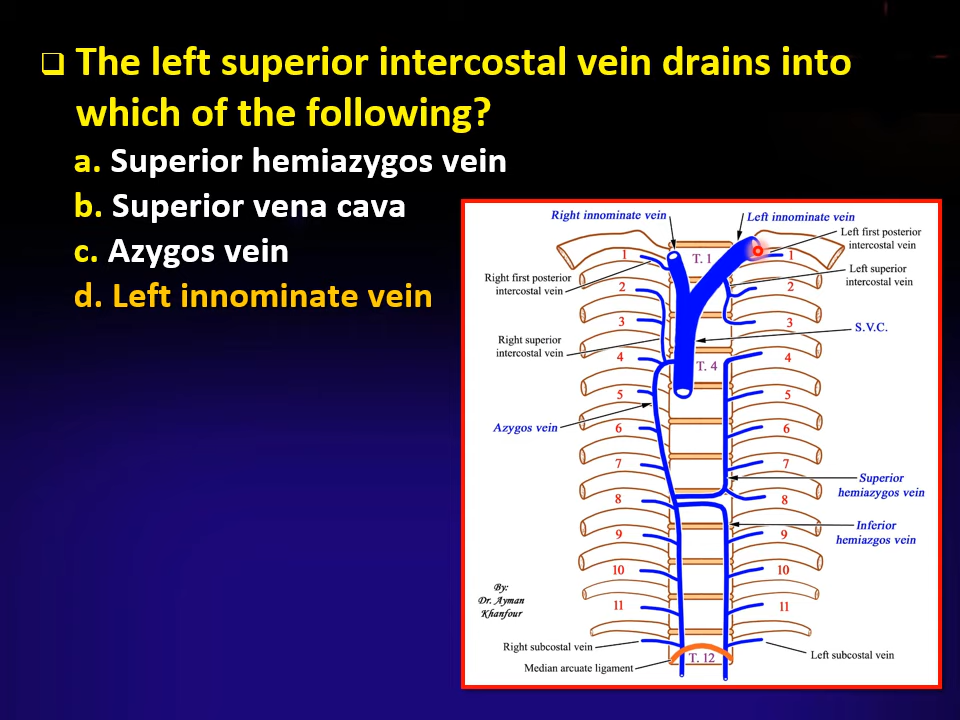 The left superior intercostal vein drains into
which of the following?
a. Superior hemiazygos vein
b. Superior vena cava
c. Azygos vein
d. Left innominate vein
Right innominate vein
Left innominate vein
Left first posterior
intercostal vein
1
T. 1
1
Right first posterior
intercostal vein
Left superior
intercostal vein
2
2
3
3
S.V.C.
Right superior
intercostal vein
4
T. 4
4
5
5
Azygos vein
6
6
7
7
Superior
hemiazygos vein
8
8
Inferior
hemiazgos vein
9
9
10
10
By:
Dr. Ayman
Khanfour
11
11
Right subcostal vein
Left subcostal vein
T. 12
Median arcuate ligament